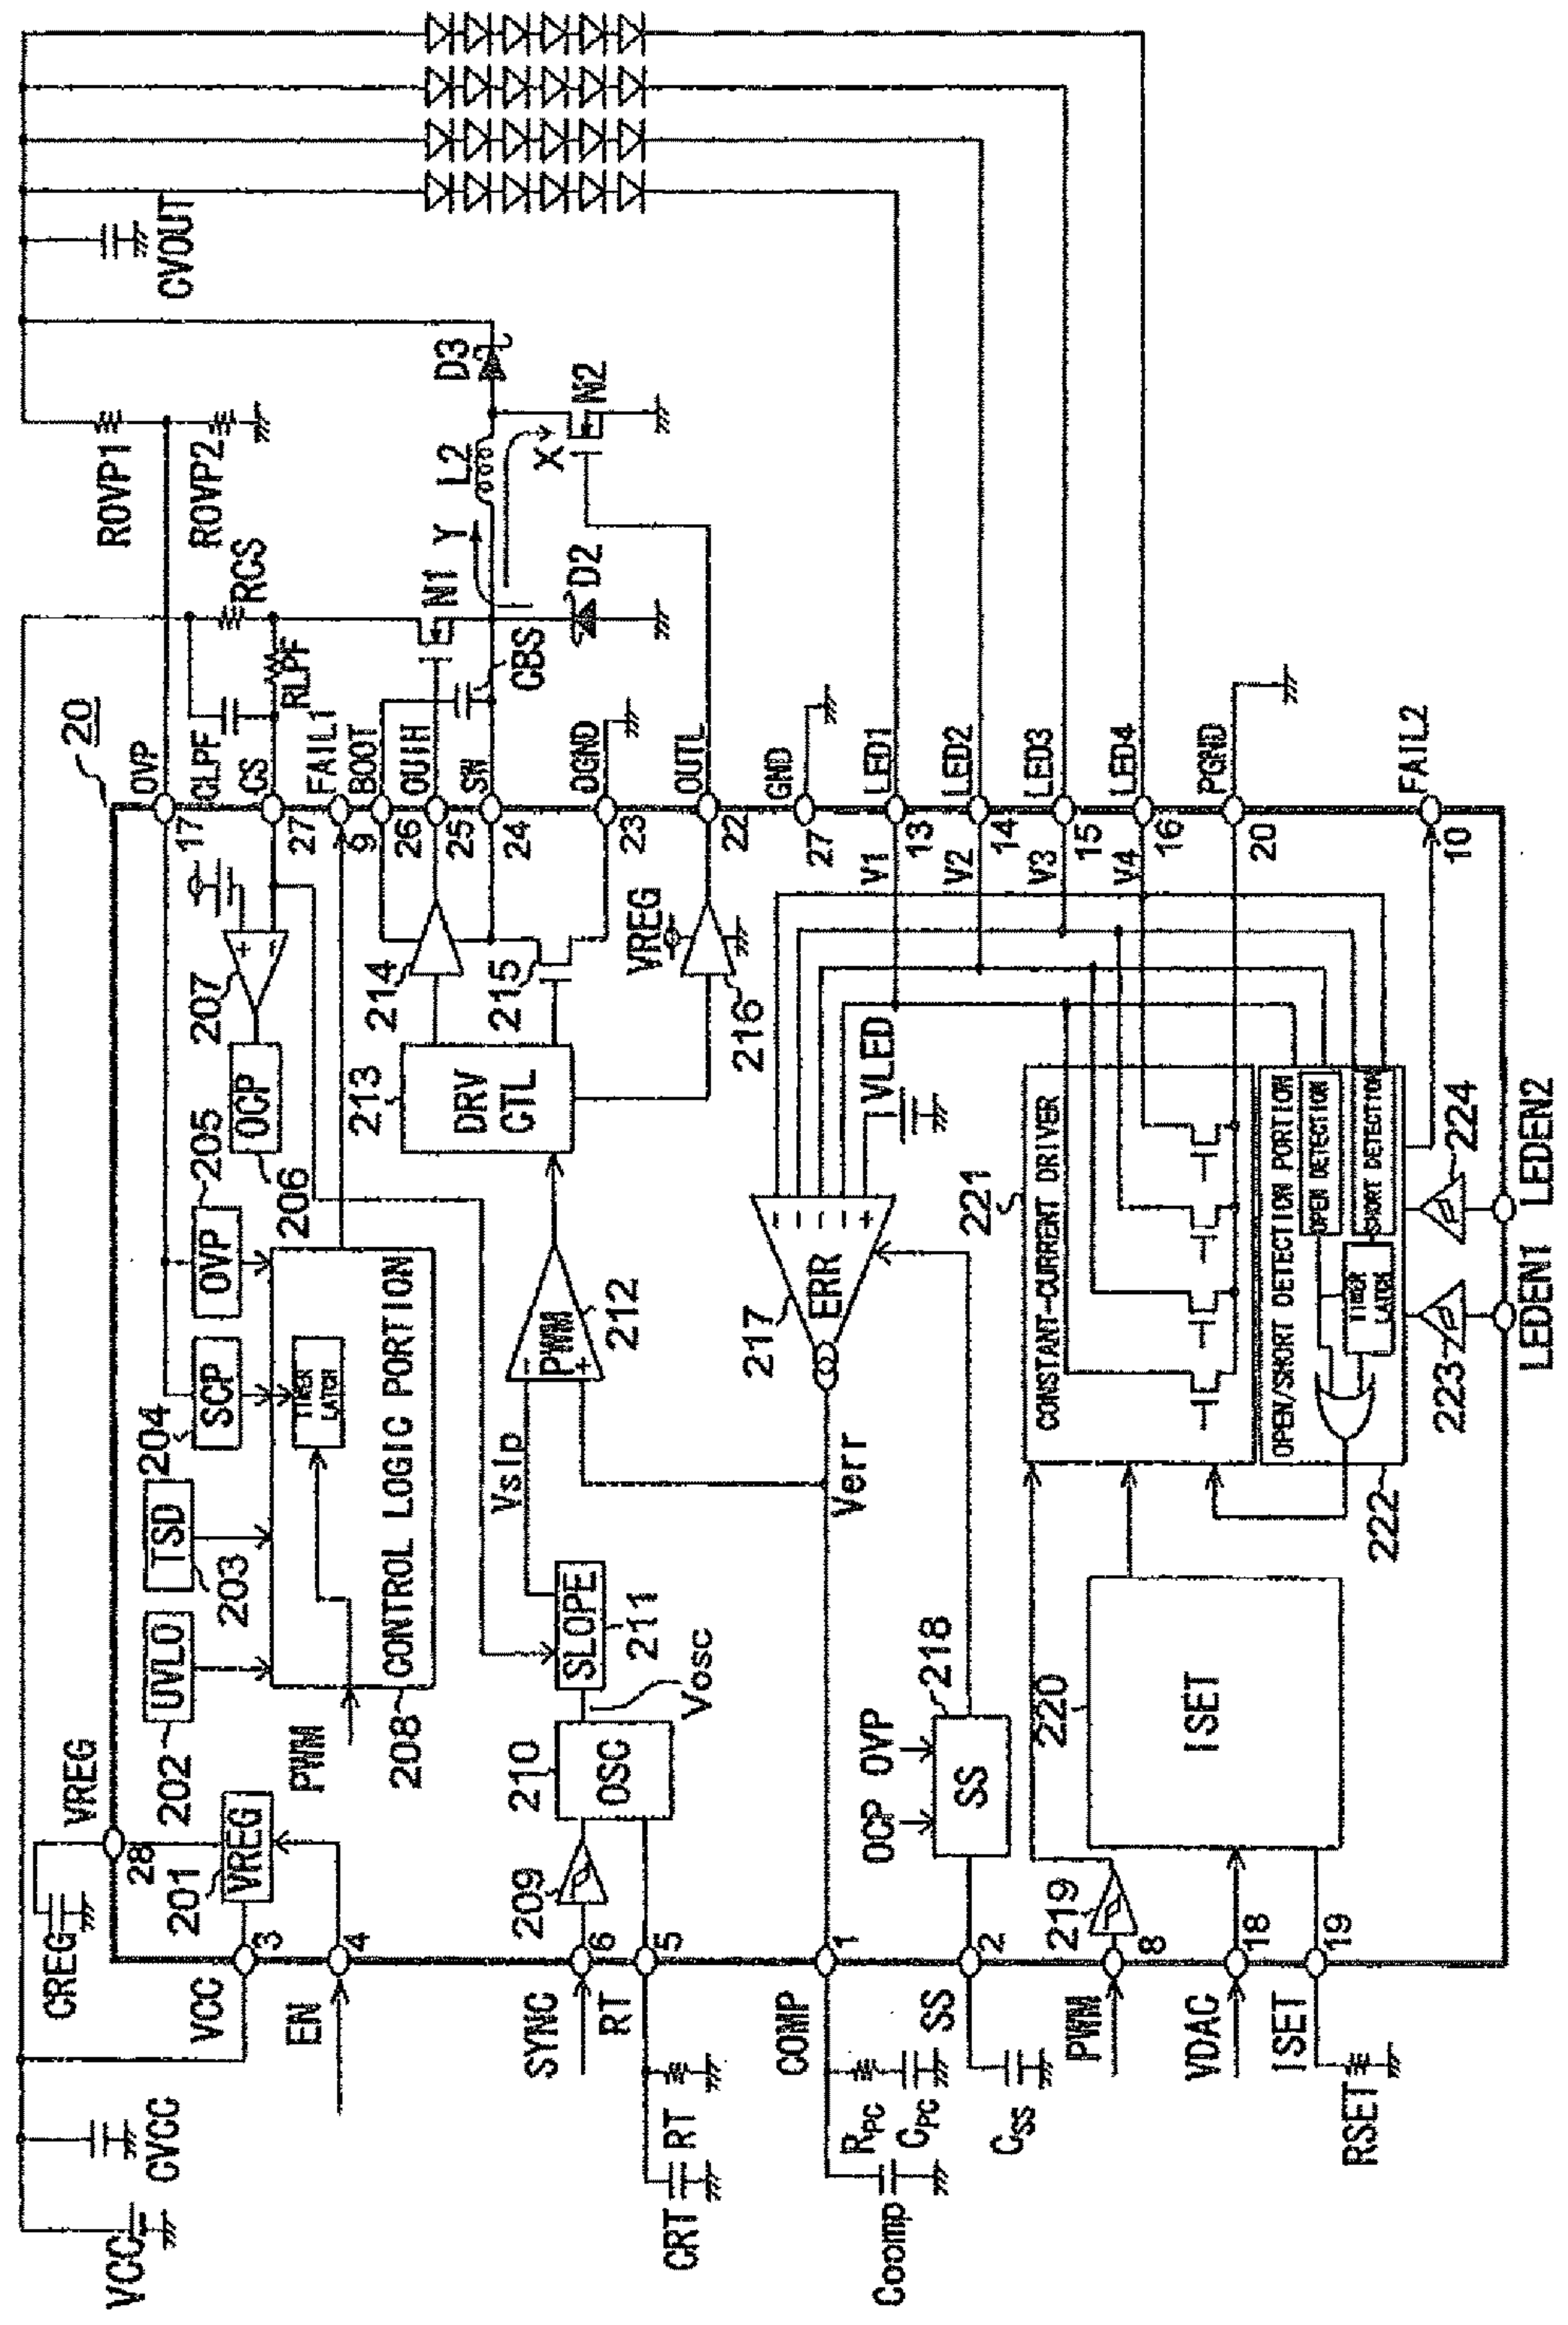 20
VCC
CVCC
CREG
VREG
28
VCC
3
EN
4
201
VREG
202
UVLO
203
TSD
204
SCP
205
OVP
206
OCP
207
17
OVP
CLPF
CS
27
RLPF
RCS
ROVP1
ROVP2
CVOUT
PWM
208
CONTROL LOGIC PORTION
TIMER
LATCH
FAIL1
9
BOOT
26
OUTH
25
SW
24
N1
Y
L2
D3
X
N2
D2
CBS
DGND
23
OUTL
22
VREG
216
213
DRV
CTL
214
215
SYNC
6
RT
5
CRT
RT
209
210
OSC
Vosc
211
SLOPE
Vslp
PWM
212
GND
27
COMP
1
Ccomp
RPC
CPC
Verr
217
ERR
VLED
SS
2
CSS
OCP
OVP
218
SS
LED1
13
V1
LED2
14
V2
LED3
15
V3
LED4
16
V4
PGND
20
FAIL2
10
PWM
8
219
VDAC
18
ISET
19
RSET
220
ISET
221
CONSTANT-CURRENT DRIVER
OPEN/SHORT DETECTION PORTION
OPEN DETECTION
SHORT DETECTION
TIMER
LATCH
222
223
224
LEDEN1
LEDEN2